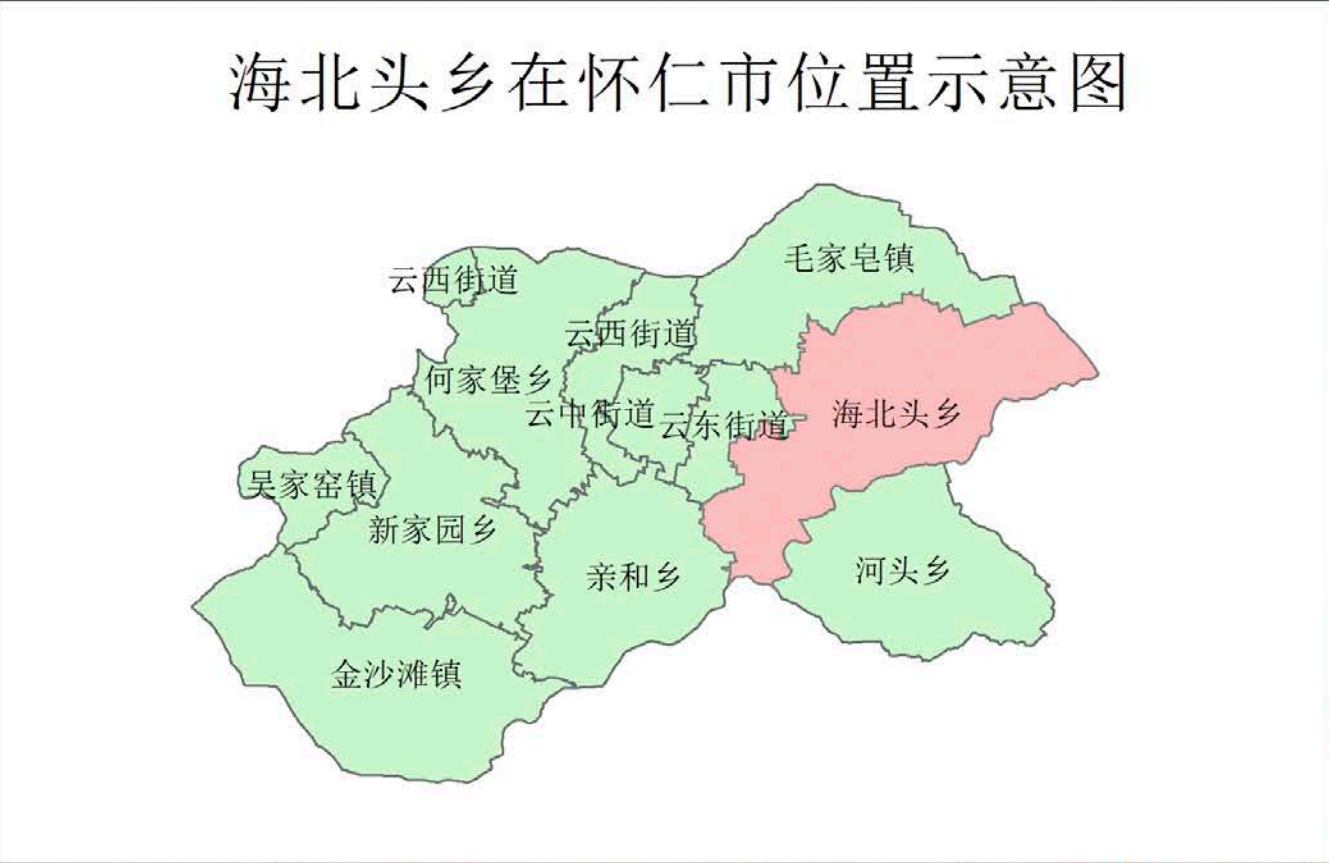 海北头乡在怀仁市位置示意图
毛家皂镇
云西街道
云西街道
何家堡乡
云中街道
云东街道
海北头乡
吴家窑镇
新家园乡
亲和乡
河头乡
金沙滩镇